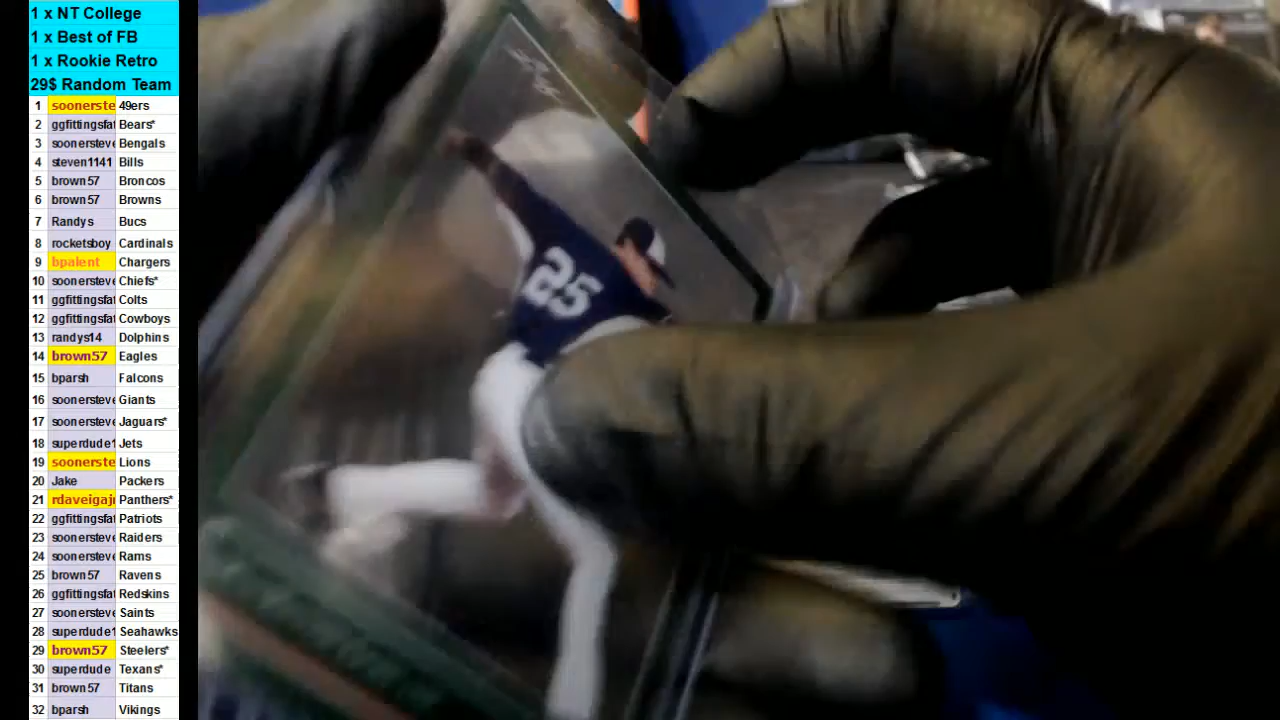 1 x NT College
1 x Best of FB
1 x Rookie Retro
29$ Random Team
1 soonerste 49ers
2 ggfittingsfat Bears*
3 soonersteve Bengals
4 steven1141 Bills
5 brown57 Broncos
6 brown57 Browns
7 Randys Bucs
8 rocketsboy Cardinals
9 bpalent Chargers
10 soonersteve Chiefs*
11 ggfittingsfat Colts
12 ggfittingsfat Cowboys
13 randys14 Dolphins
14 brown57 Eagles
15 bparsh Falcons
16 soonersteve Giants
17 soonersteve Jaguars*
18 superdude1 Jets
19 soonerste Lions
20 Jake Packers
21 rdaveigaj Panthers*
22 ggfittingsfat Patriots
23 soonersteve Raiders
24 soonersteve Rams
25 brown57 Ravens
26 ggfittingsfat Redskins
27 soonersteve Saints
28 superdude1 Seahawks
29 brown57 Steelers*
30 superdude Texans*
31 brown57 Titans
32 bparsh Vikings
25